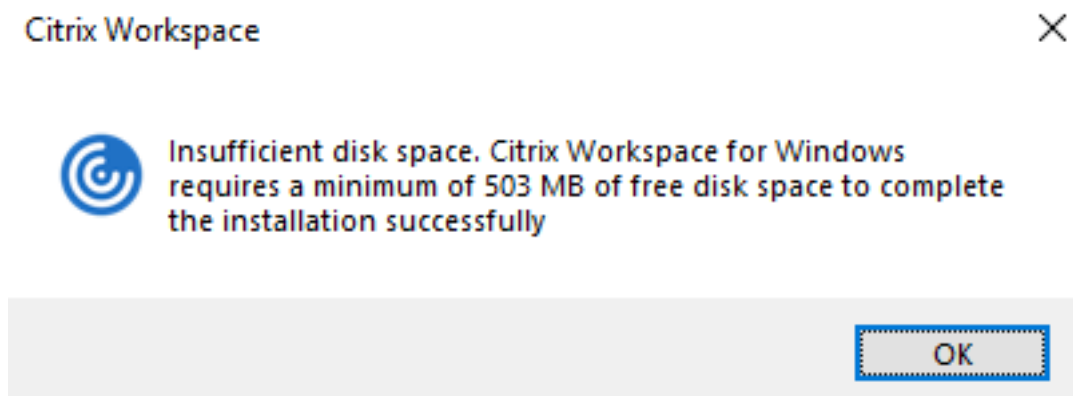 Citrix Workspace
Insufficient disk space. Citrix Workspace for Windows
requires a minimum of 503 MB of free disk space to complete
the installation successfully
OK